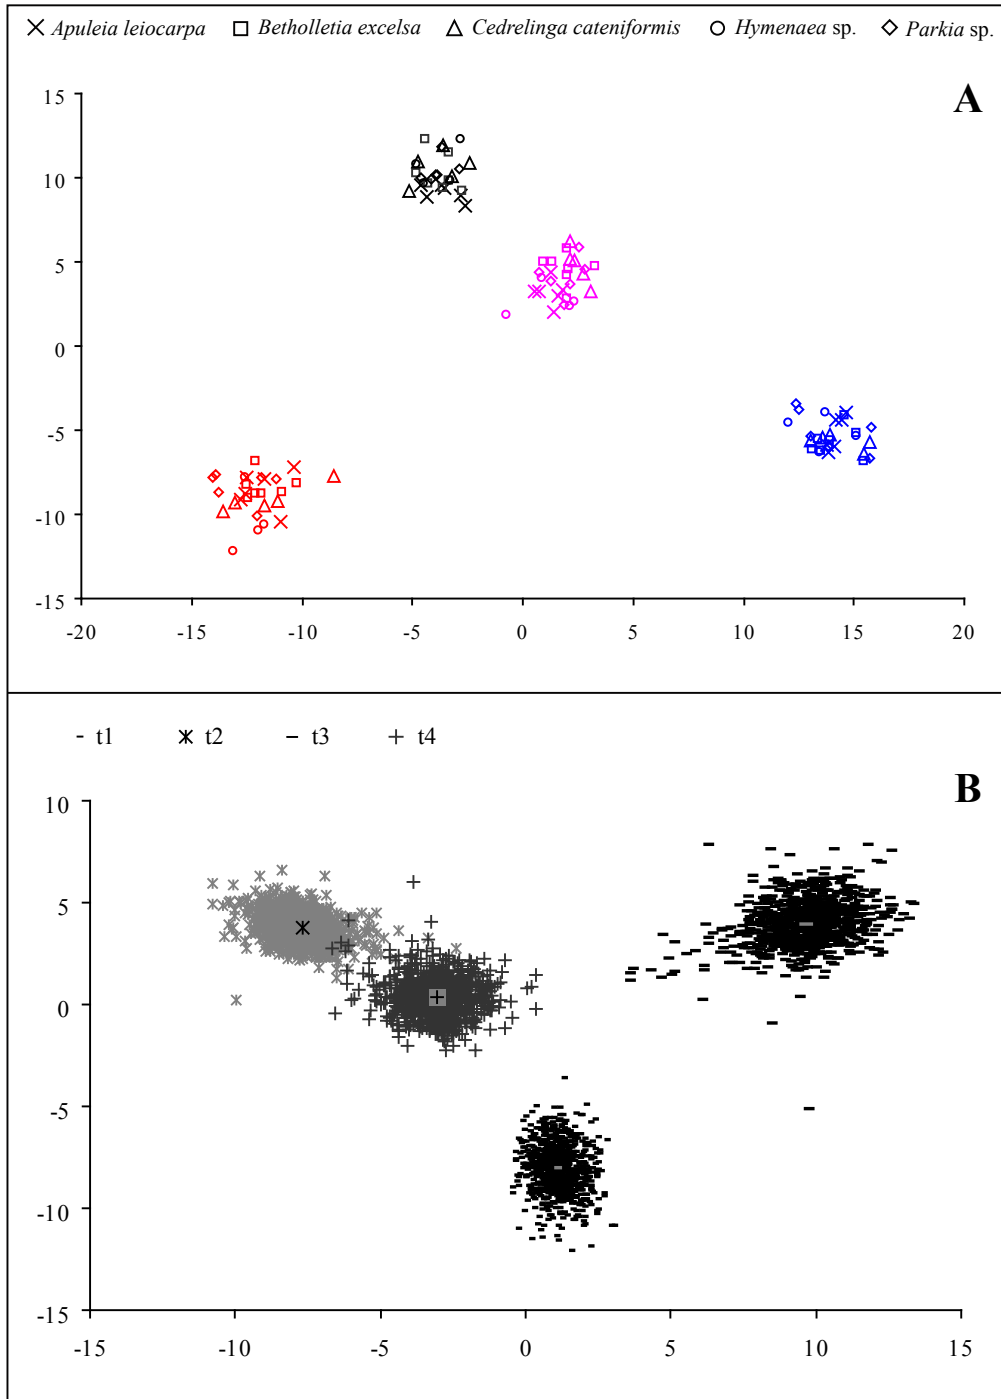 Apuleia leiocarpa Betholletia excelsa Cedrelinga cateniformis Hymenaea sp. Parkia sp.
A
15
10
5
0
-5
-10
-15
-20 -15 -10 -5 0 5 10 15 20
- t1 t2 - t3 + t4
B
10
5
0
-5
-10
-15
-15 -10 -5 0 5 10 15